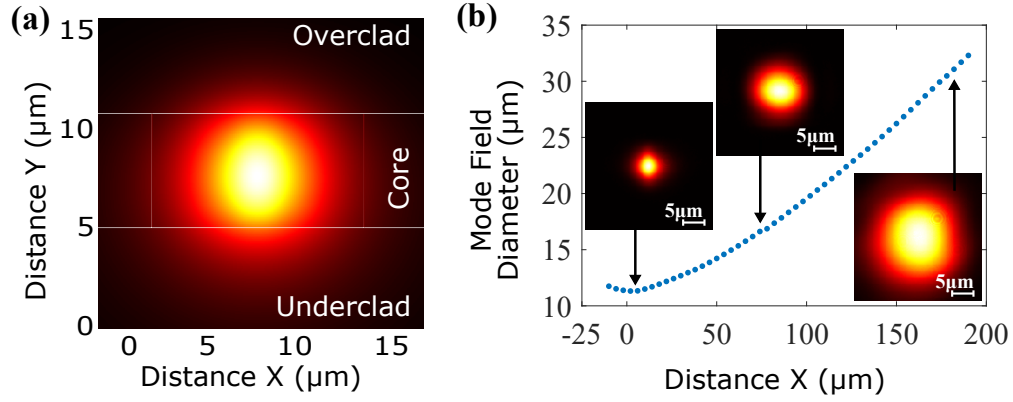 (a)
15
10
5
0
Distance Y (μm)
Overclad
Core
Underclad
0 5 10 15
Distance X (μm)
(b)
35
30
25
20
15
10
Mode Field
Diameter (μm)
5μm
5μm
5μm
-25 0 50 100 150 200
Distance X (μm)